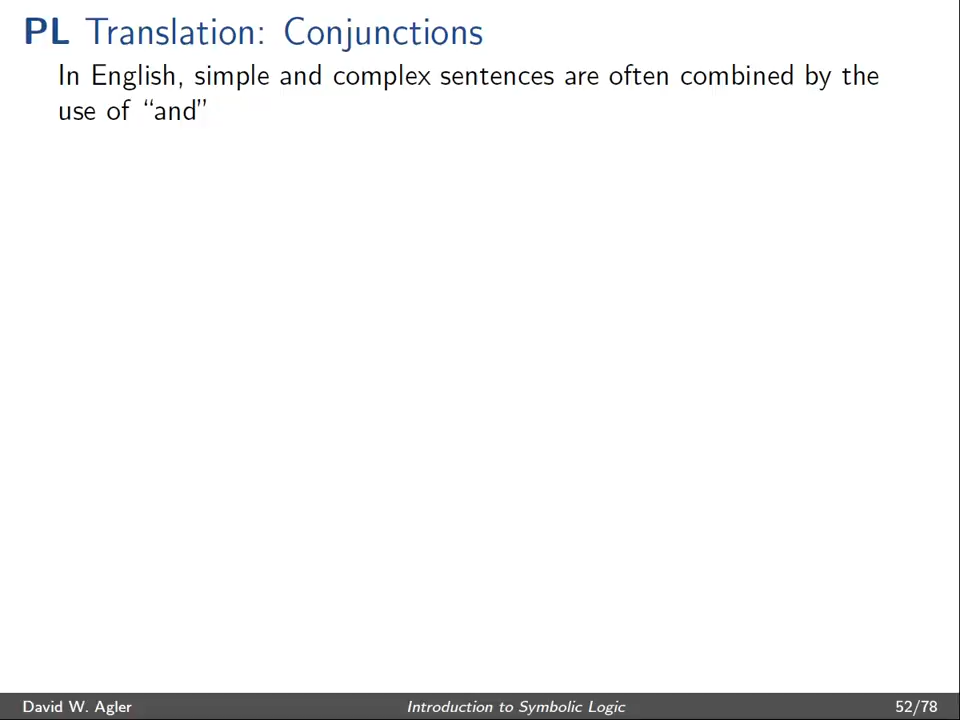 PL Translation: Conjunctions
In English, simple and complex sentences are often combined by the
use of “and”
David W. Agler Introduction to Symbolic Logic 52/78